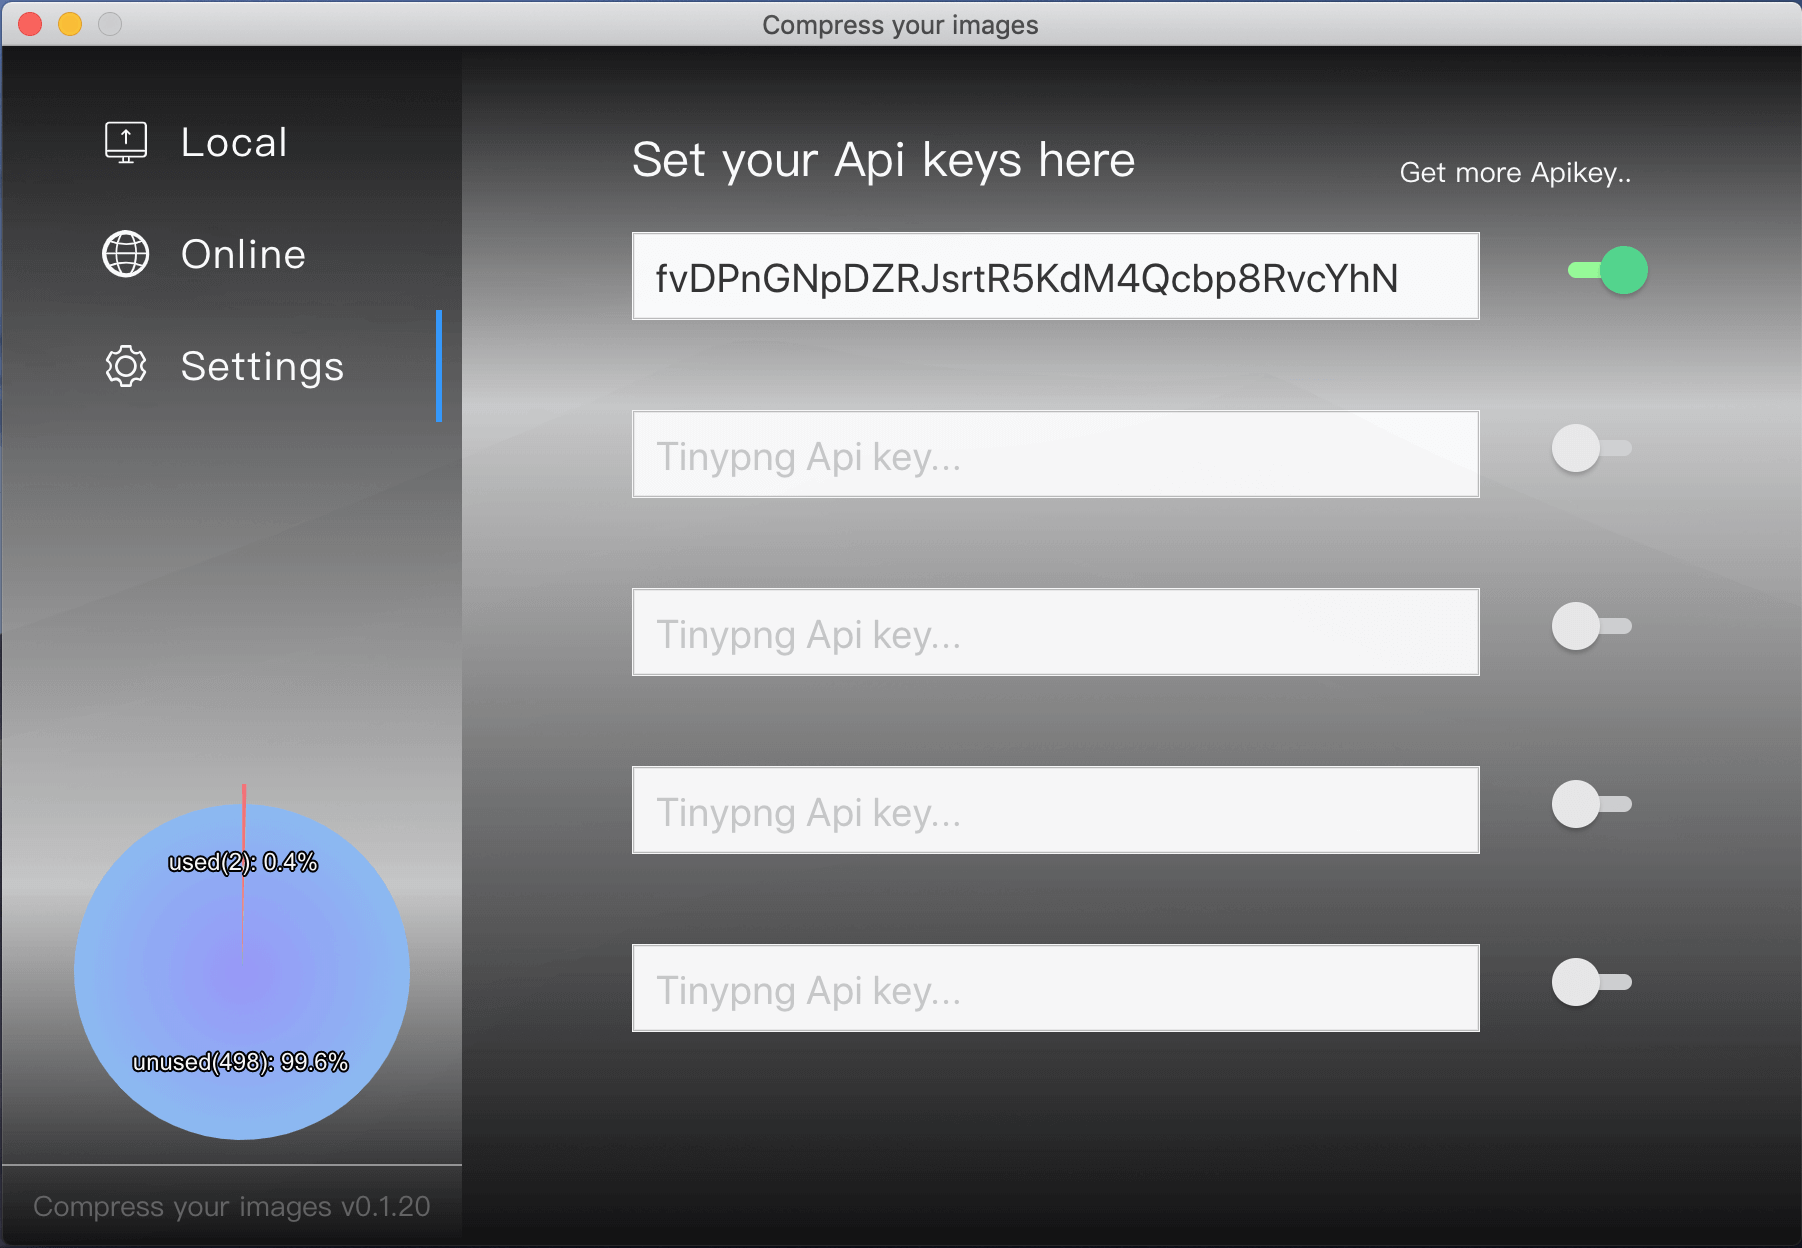 Compress your images
Local
Online
Settings
used(2): 0.4%
unused(498): 99.6%
Compress your images v0.1.20
Set your Api keys here
Get more Apikey..
fvDPnGNpDZRJsrtR5KdM4Qcbp8RvcYhN
Tinypng Api key...
Tinypng Api key...
Tinypng Api key...
Tinypng Api key...